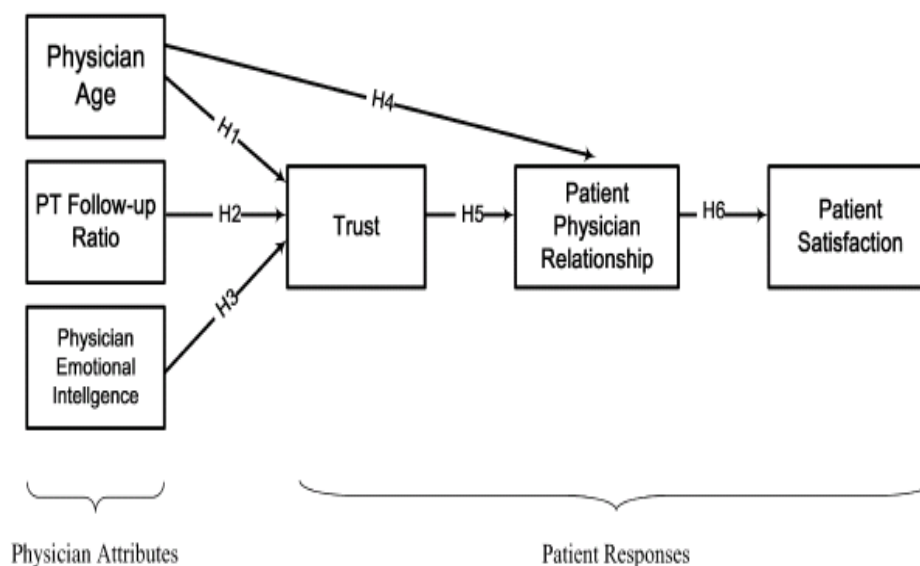 Physician
Age
H4
H1
PT Follow-up
Ratio
H2
Trust
H5
Patient
Physician
Relationship
H6
Patient
Satisfaction
H3
Physician
Emotional
Intellgence
Physician Attributes
Patient Responses